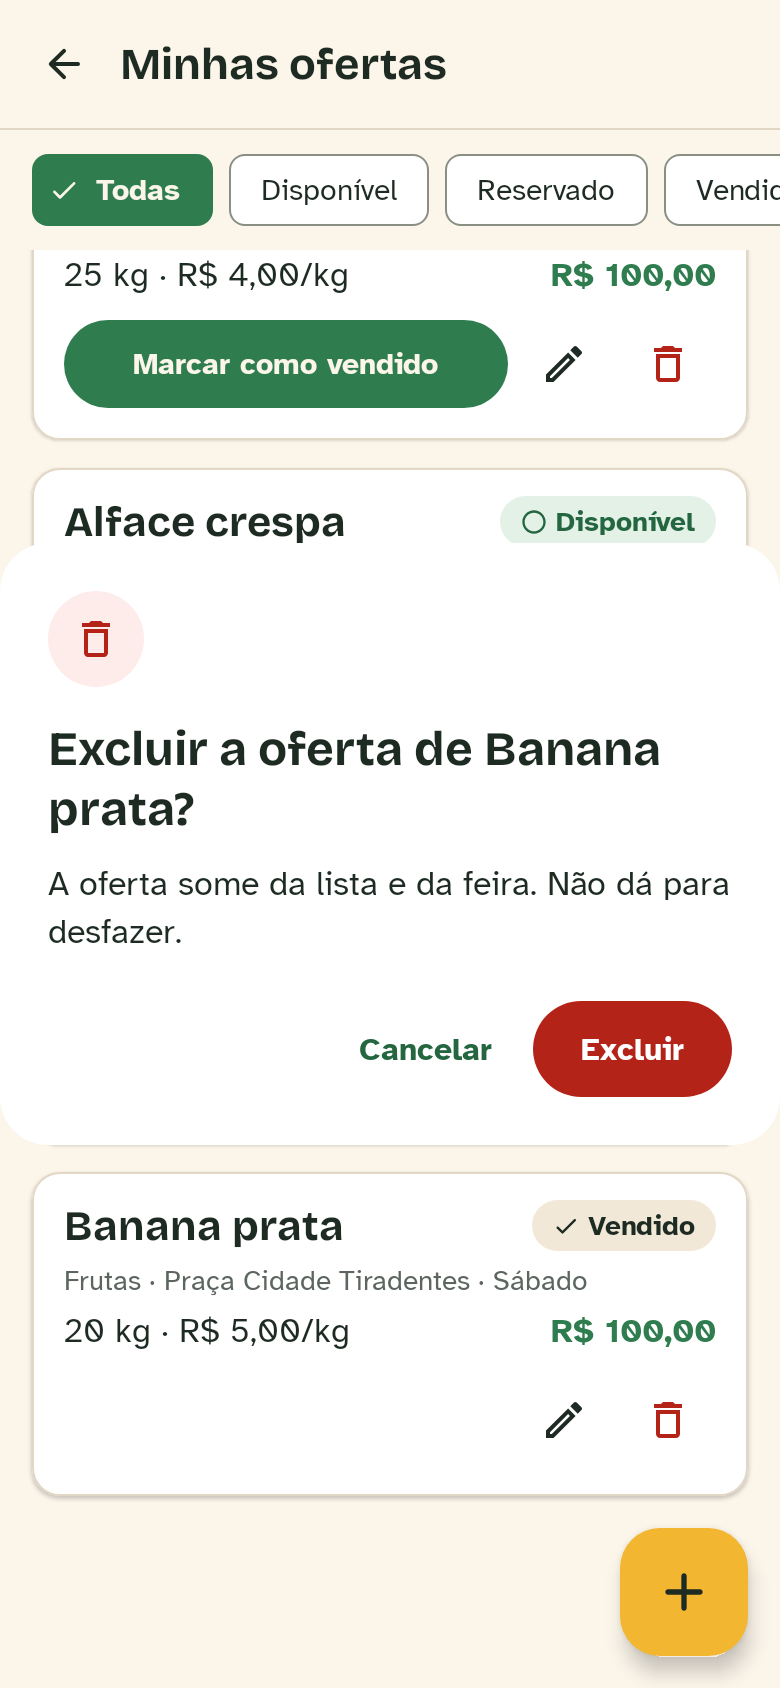 Minhas ofertas
Todas
Disponível
Reservado
25 kg · R$ 4,00/kg
R$ 100,00
Marcar como vendido
Alface crespa
Disponível
Excluir a oferta de Banana
prata?
A oferta some da lista e da feira. Não dá para
desfazer.
Cancelar
Excluir
Banana prata
Vendido
Frutas · Praça Cidade Tiradentes · Sábado
20 kg · R$ 5,00/kg
R$ 100,00